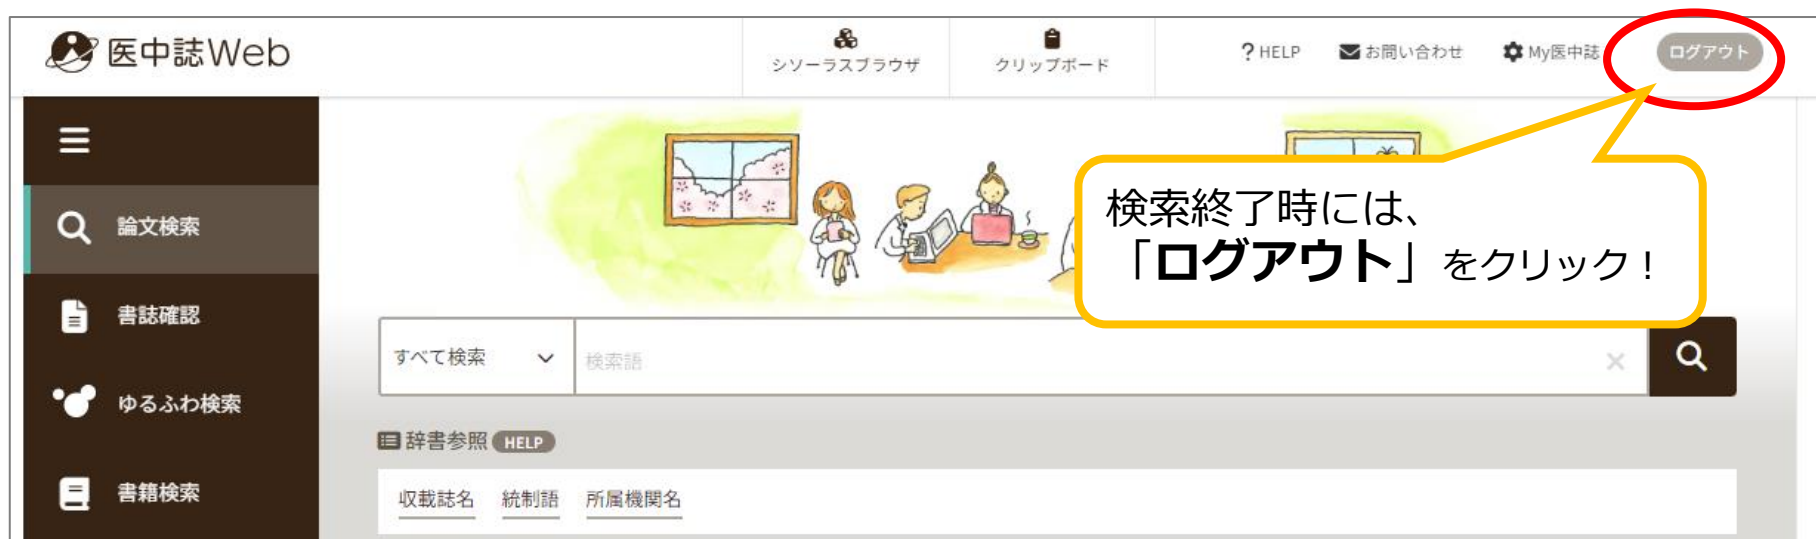 医中誌Web
シソーラスブラウザ
クリップボード
? HELP
お問い合わせ
My医中誌
ログアウト
検索終了時には、
「ログアウト」をクリック！
論文検索
書誌確認
ゆるふわ検索
書籍検索
すべて検索
検索語
辞書参照 HELP
収載誌名 統制語 所属機関名